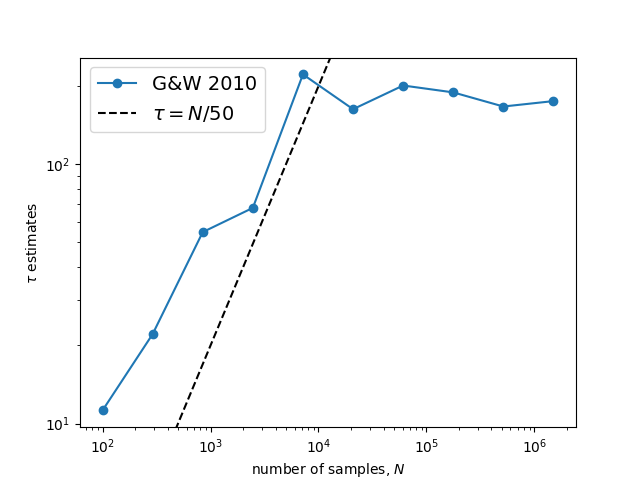 G&W 2010
τ = N/50
10²
10¹
τ estimates
10²
10³
10⁴
10⁵
10⁶
number of samples, N